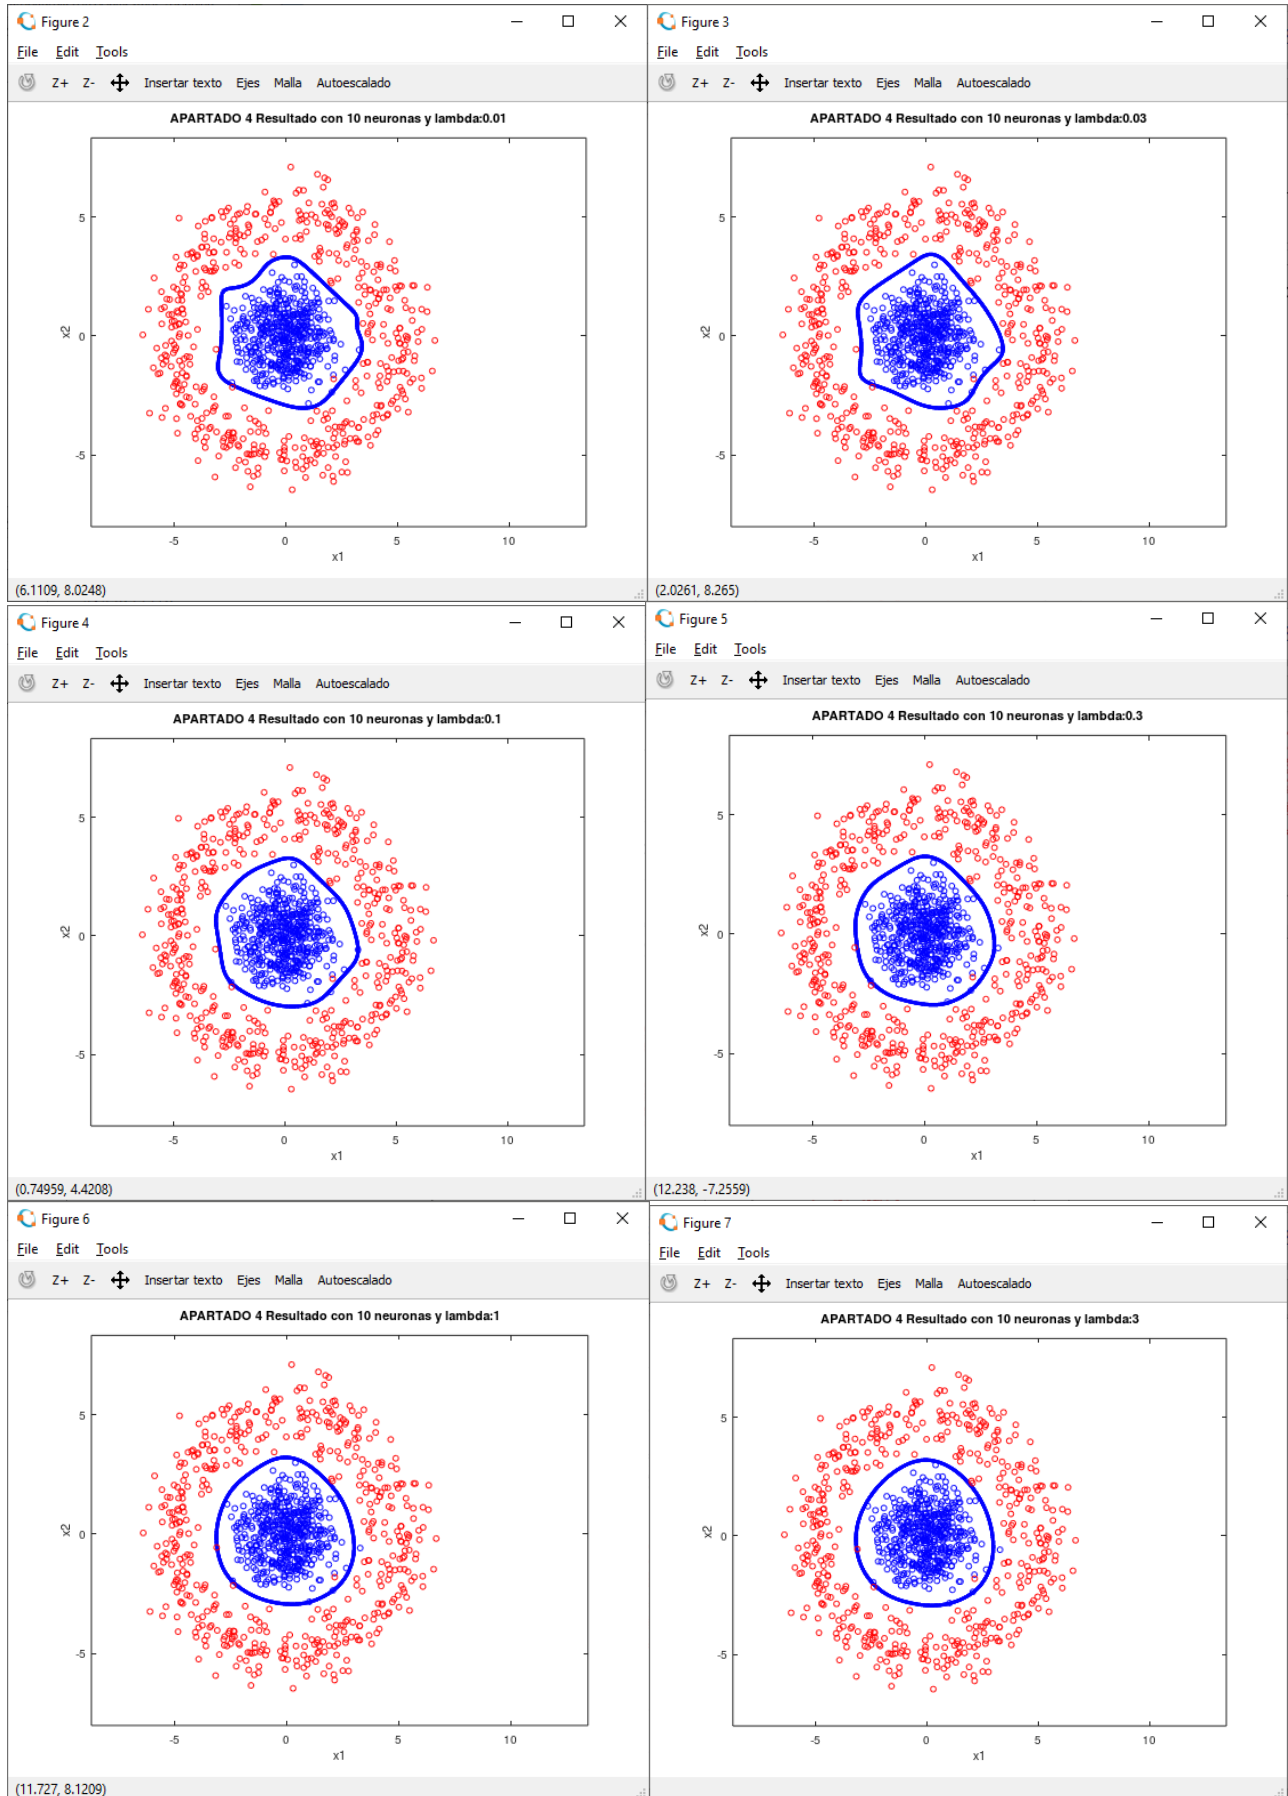 Figure 2
File Edit Tools
Z+ Z- Insertar texto Ejes Malla Autoescalado
APARTADO 4 Resultado con 10 neuronas y lambda:0.01
5
x2 0
-5
-5 0 5 10
x1
(6.1109, 8.0248)
Figure 3
File Edit Tools
Z+ Z- Insertar texto Ejes Malla Autoescalado
APARTADO 4 Resultado con 10 neuronas y lambda:0.03
5
x2 0
-5
-5 0 5 10
x1
(2.0261, 8.265)
Figure 4
File Edit Tools
Z+ Z- Insertar texto Ejes Malla Autoescalado
APARTADO 4 Resultado con 10 neuronas y lambda:0.1
5
x2 0
-5
-5 0 5 10
x1
(0.74959, 4.4208)
Figure 5
File Edit Tools
Z+ Z- Insertar texto Ejes Malla Autoescalado
APARTADO 4 Resultado con 10 neuronas y lambda:0.3
5
x2 0
-5
-5 0 5 10
x1
(12.238, -7.2559)
Figure 6
File Edit Tools
Z+ Z- Insertar texto Ejes Malla Autoescalado
APARTADO 4 Resultado con 10 neuronas y lambda:1
5
x2 0
-5
-5 0 5 10
x1
(11.727, 8.1209)
Figure 7
File Edit Tools
Z+ Z- Insertar texto Ejes Malla Autoescalado
APARTADO 4 Resultado con 10 neuronas y lambda:3
5
x2 0
-5
-5 0 5 10
x1